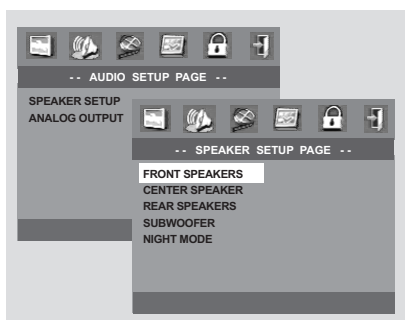 -- AUDIO SETUP PAGE --
SPEAKER SETUP
ANALOG OUTPUT
-- SPEAKER SETUP PAGE --
FRONT SPEAKERS
CENTER SPEAKER
REAR SPEAKERS
SUBWOOFER
NIGHT MODE